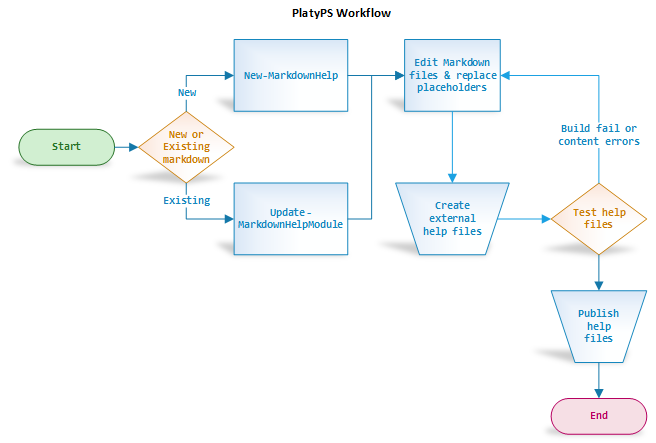 PlatyPS Workflow
Start
New or
Existing
markdown
New
New-MarkdownHelp
Existing
Update-
MarkdownHelpModule
Edit Markdown
files & replace
placeholders
Create
external
help files
Build fail or
content errors
Test help
files
Publish
help
files
End